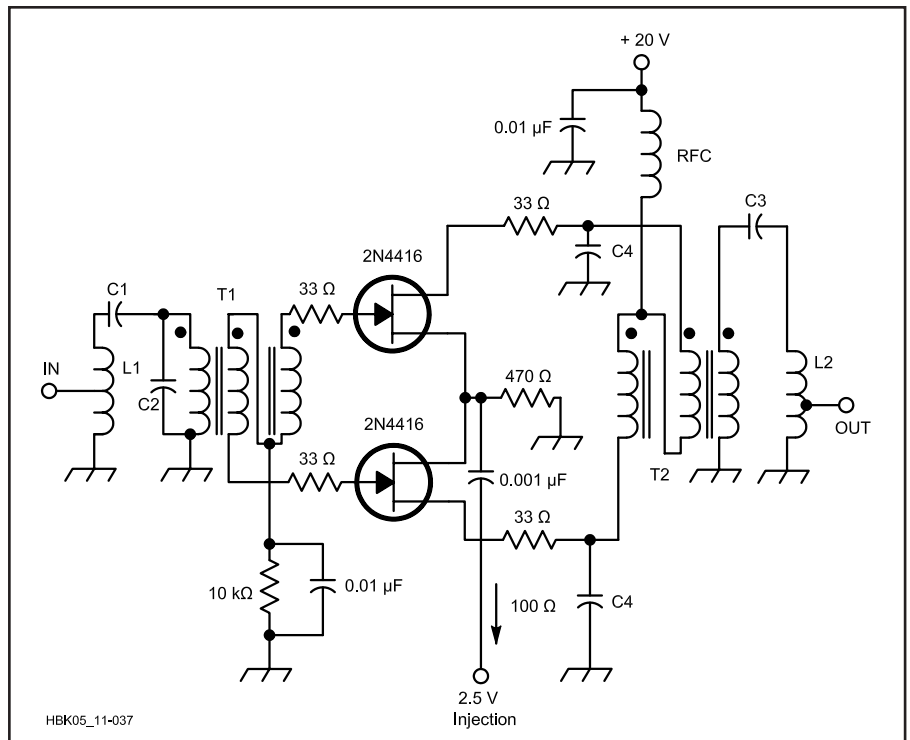 + 20 V
0.01 µF
RFC
33 Ω
C3
2N4416
C4
C1
T1
33 Ω
IN
L1
C2
470 Ω
L2
OUT
2N4416
33 Ω
0.001 µF
T2
33 Ω
10 kΩ
0.01 µF
100 Ω
C4
2.5 V
Injection
HBK05_11-037